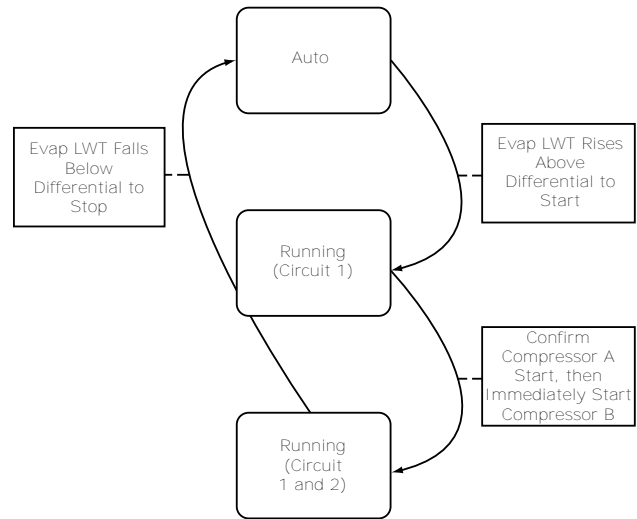 Auto
Evap LWT Falls
Below
Differential to
Stop
Evap LWT Rises
Above
Differential to
Start
Running
(Circuit 1)
Confirm
Compressor A
Start, then
Immediately Start
Compressor B
Running
(Circuit
1 and 2)